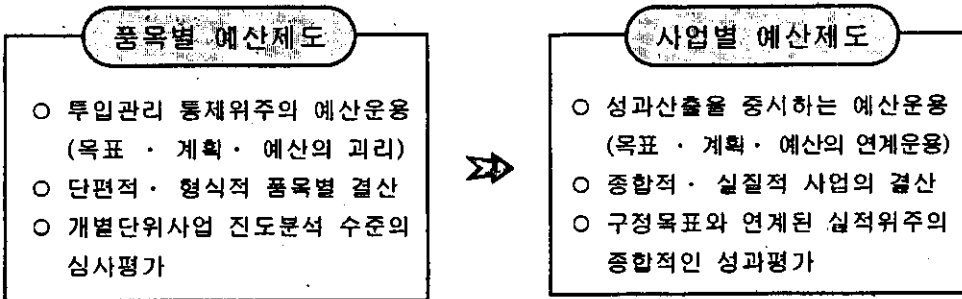 품목별 예산제도
○ 투입관리 통제위주의 예산운용
(목표 · 계획 · 예산의 괴리)
○ 단편적 · 형식적 품목별 결산
○ 개별단위사업 진도분석 수준의
심사평가
사업별 예산제도
○ 성과산출을 중시하는 예산운용
(목표 · 계획 · 예산의 연계운용)
○ 종합적 · 실질적 사업의 결산
○ 구정목표와 연계된 실적위주의
종합적인 성과평가